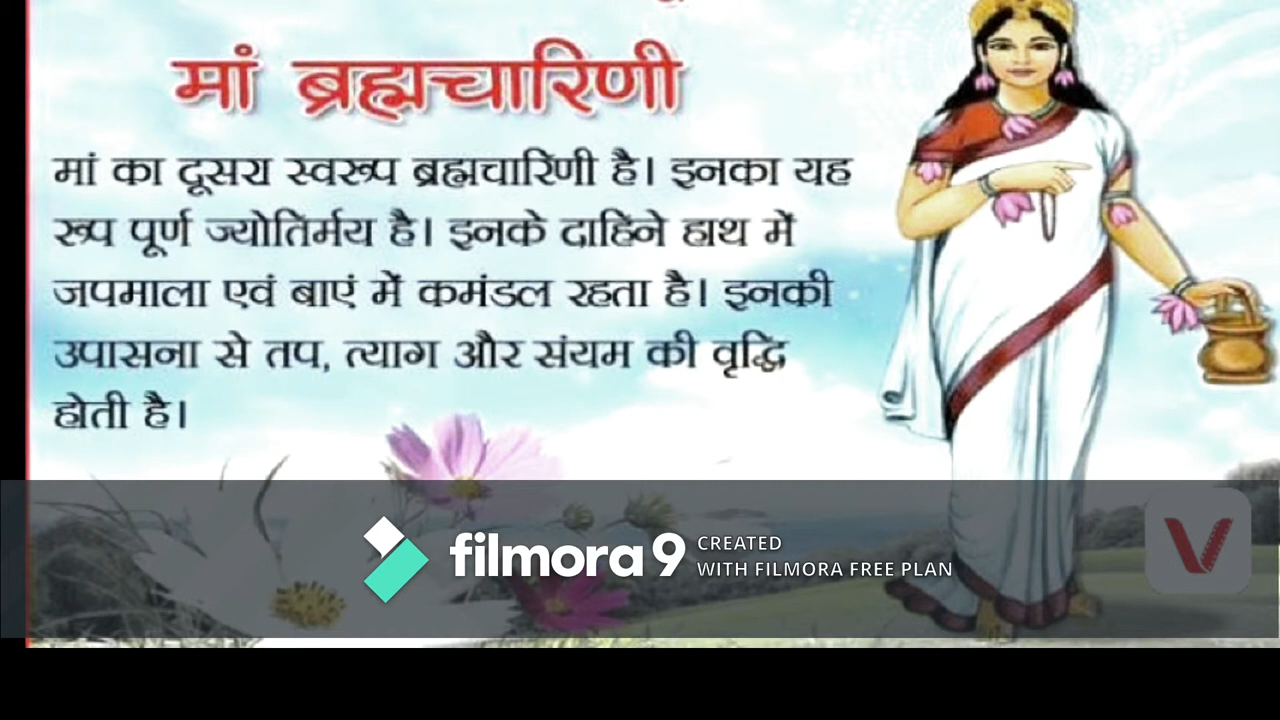 मां ब्रह्मचारिणी
मां का दूसरा स्वरूप ब्रह्मचारिणी है। इनका यह
रूप पूर्ण ज्योतिर्मय है। इनके दाहिने हाथ में
जपमाला एवं बाएं में कमंडल रहता है। इनकी
उपासना से तप, त्याग और संयम की वृद्धि
होती है।
filmora9
CREATED
WITH FILMORA FREE PLAN
V